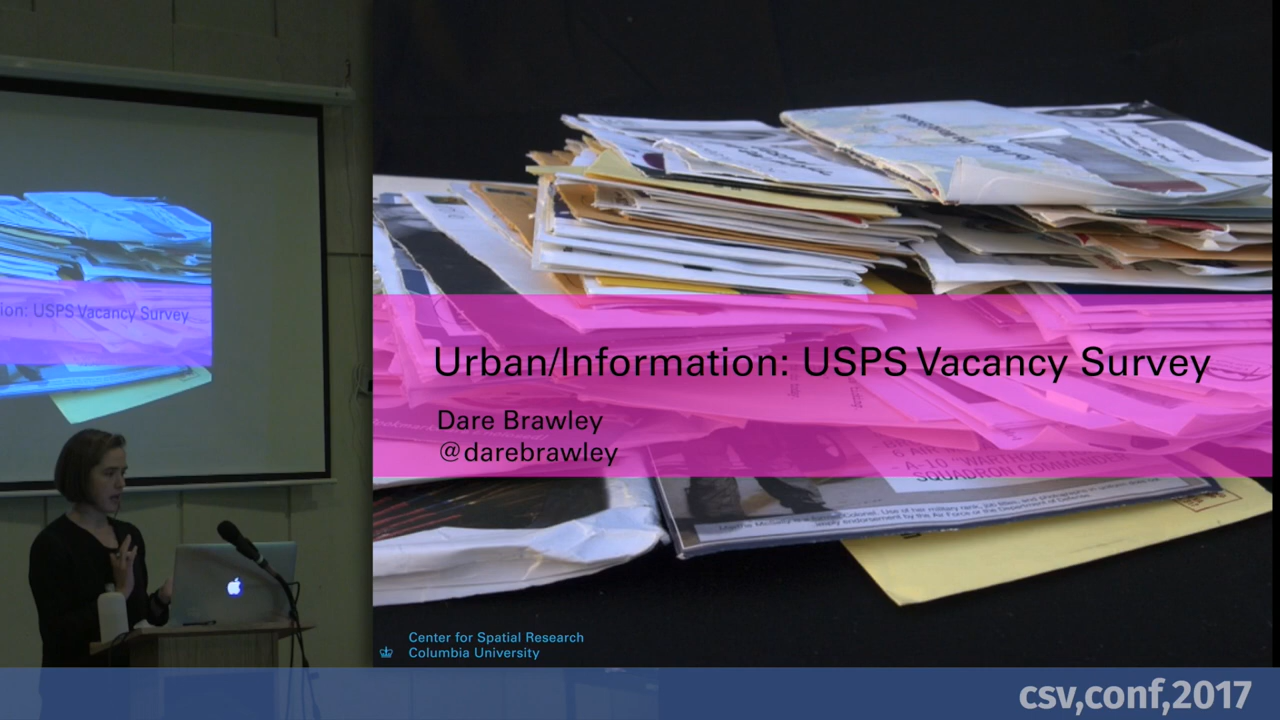 ion: USPS Vacancy Survey
Urban/Information: USPS Vacancy Survey
Dare Brawley
@darebrawley
SQUADRON COMMANDER
Center for Spatial Research
Columbia University
csv,conf,2017